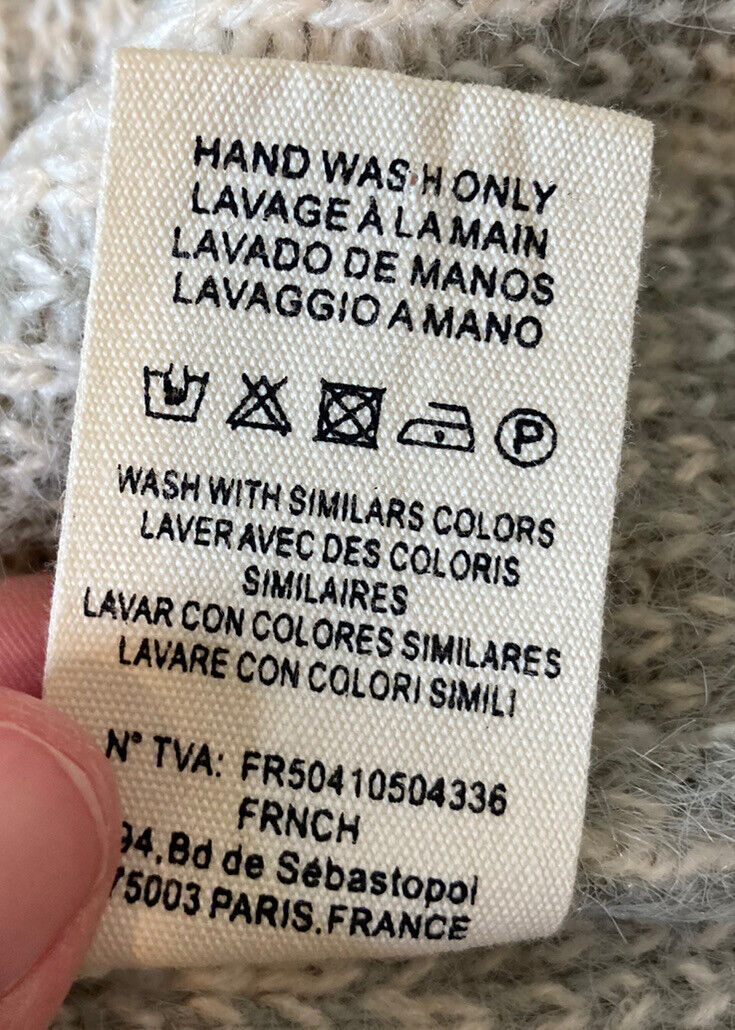 HAND WASH ONLY
LAVAGE À LA MAIN
LAVADO DE MANOS
LAVAGGIO A MANO
P
WASH WITH SIMILARS COLORS
LAVER AVEC DES COLORIS
SIMILAIRES
LAVAR CON COLORES SIMILARES
LAVARE CON COLORI SIMILI
N° TVA: FR50410504336
FRNCH
94, Bd de Sébastopol
75003 PARIS. FRANCE